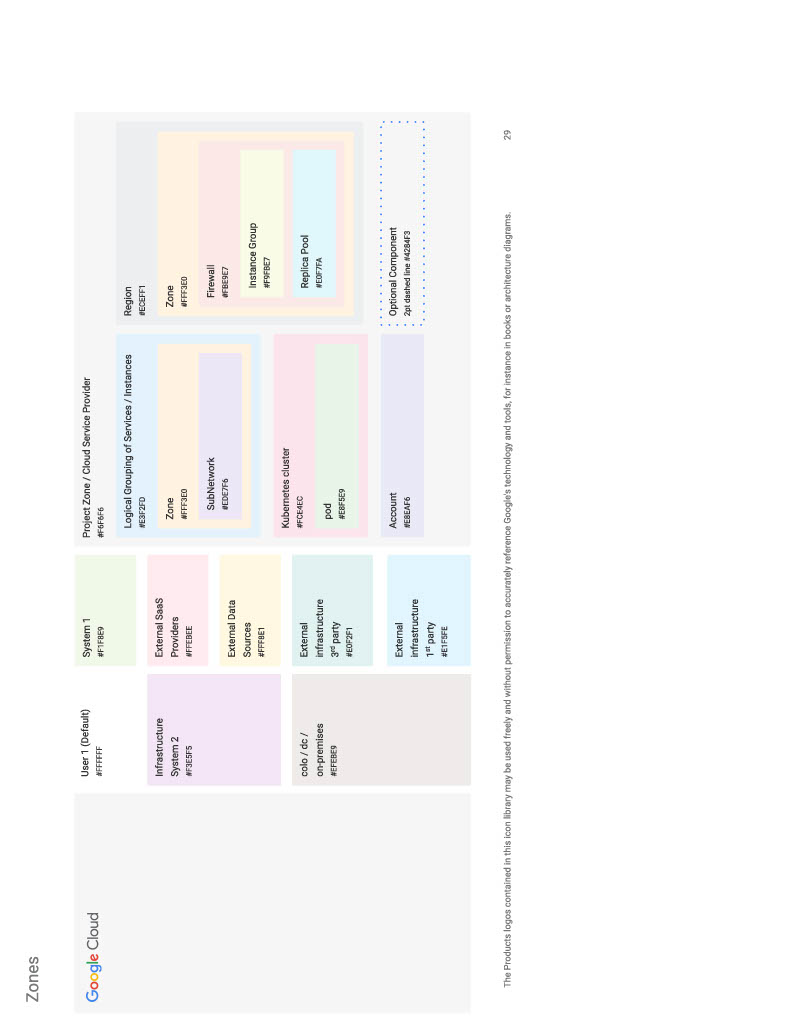 Zones
Google Cloud
User 1 (Default)
#FFFFFF
Infrastructure
System 2
#F3E5F5
colo / dc /
on-premises
#EFEBE9
System 1
#F1F8E9
External SaaS
Providers
#FFEBEE
External Data
Sources
#FFF8E1
External
infrastructure
3rd party
#E0F2F1
External
infrastructure
1st party
#E1F5FE
Project Zone / Cloud Service Provider
#F6F6F6
Logical Grouping of Services / Instances
#E3F2FD
Zone
#FFF3E0
SubNetwork
#EDE7F6
Kubernetes cluster
#FCE4EC
pod
#E8F5E9
Account
#E8EAF6
Region
#ECEFF1
Zone
#FFF3E0
Firewall
#FBE9E7
Instance Group
#F9FBE7
Replica Pool
#E0F7FA
Optional Component
2pt dashed line #4284F3
The Products logos contained in this icon library may be used freely and without permission to accurately reference Google's technology and tools, for instance in books or architecture diagrams.
29